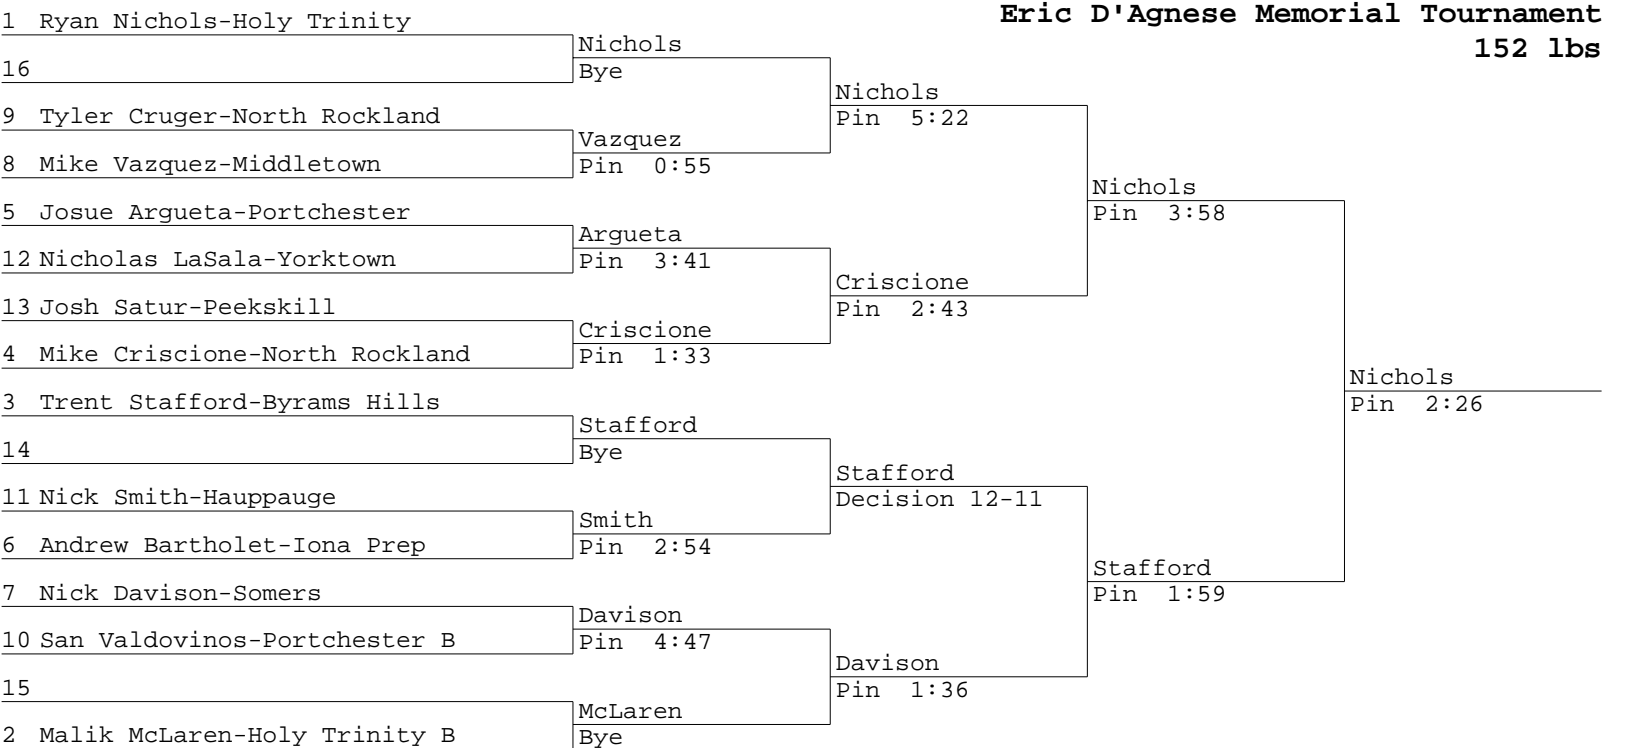 Eric D'Agnese Memorial Tournament
152 lbs
1 Ryan Nichols-Holy Trinity
16
9 Tyler Cruger-North Rockland
8 Mike Vazquez-Middletown
5 Josue Argueta-Portchester
12 Nicholas LaSala-Yorktown
13 Josh Satur-Peekskill
4 Mike Criscione-North Rockland
3 Trent Stafford-Byrams Hills
14
11 Nick Smith-Hauppauge
6 Andrew Bartholet-Iona Prep
7 Nick Davison-Somers
10 San Valdovinos-Portchester B
15
2 Malik McLaren-Holy Trinity B
Nichols
Bye
Vazquez
Pin 0:55
Argueta
Pin 3:41
Criscione
Pin 1:33
Stafford
Bye
Smith
Pin 2:54
Davison
Pin 4:47
McLaren
Bye
Nichols
Pin 5:22
Criscione
Pin 2:43
Stafford
Decision 12-11
Davison
Pin 1:36
Nichols
Pin 3:58
Stafford
Pin 1:59
Nichols
Pin 2:26